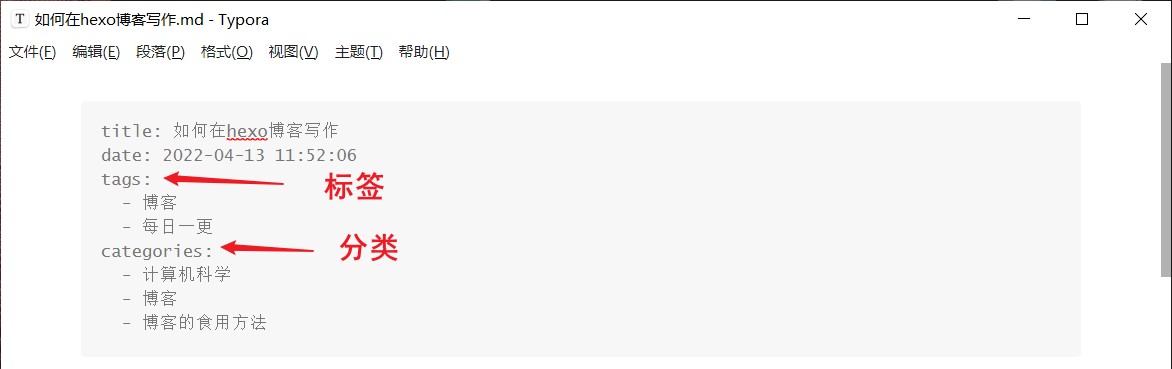 T 如何在hexo博客写作.md - Typora
文件(F) 编辑(E) 段落(P) 格式(O) 视图(V) 主题(T) 帮助(H)
title: 如何在hexo博客写作
date: 2022-04-13 11:52:06
tags: 标签
- 博客
- 每日一更
categories: 分类
- 计算机科学
- 博客
- 博客的食用方法